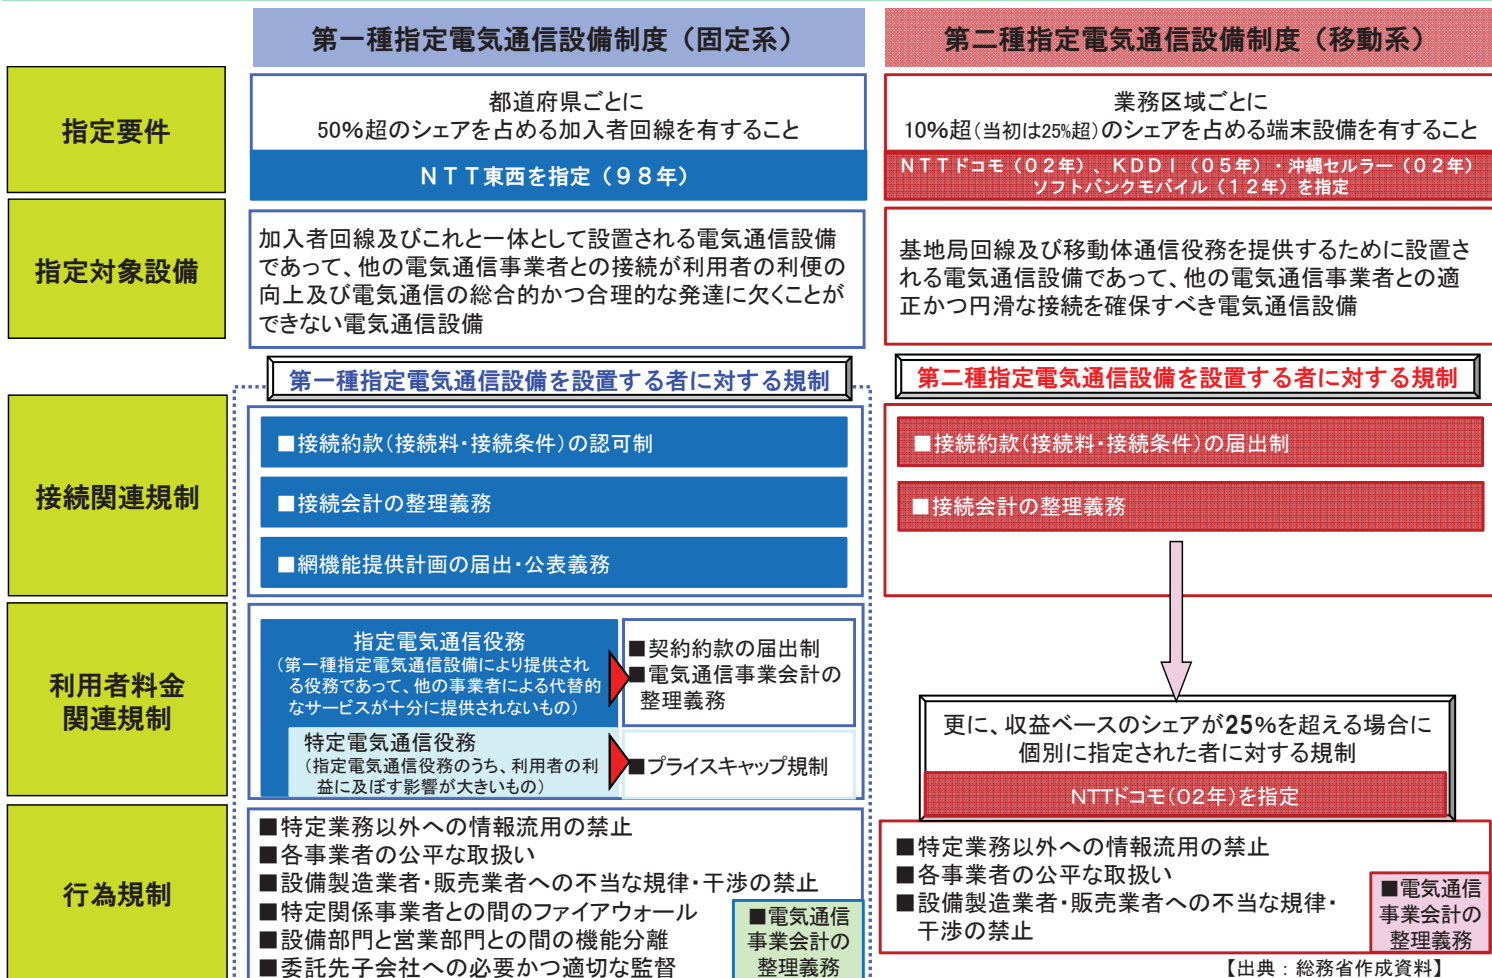 第一種指定電気通信設備制度（固定系）
第二種指定電気通信設備制度（移動系）
指定要件
都道府県ごとに
50%超のシェアを占める加入者回線を有すること
ＮＴＴ東西を指定（９８年）
業務区域ごとに
10%超(当初は25%超)のシェアを占める端末設備を有すること
ＮＴＴドコモ（０２年）、ＫＤＤＩ（０５年）・沖縄セルラー（０２年）
ソフトバンクモバイル（１２年）を指定
指定対象設備
加入者回線及びこれと一体として設置される電気通信設備
であって、他の電気通信事業者との接続が利用者の利便の
向上及び電気通信の総合的かつ合理的な発達に欠くことが
できない電気通信設備
基地局回線及び移動体通信役務を提供するために設置さ
れる電気通信設備であって、他の電気通信事業者との適
正かつ円滑な接続を確保すべき電気通信設備
第一種指定電気通信設備を設置する者に対する規制
第二種指定電気通信設備を設置する者に対する規制
接続関連規制
■接続約款(接続料・接続条件)の認可制
■接続会計の整理義務
■網機能提供計画の届出・公表義務
■接続約款(接続料・接続条件)の届出制
■接続会計の整理義務
利用者料金
関連規制
指定電気通信役務
(第一種指定電気通信設備により提供され
る役務であって、他の事業者による代替的
なサービスが十分に提供されないもの)
■契約約款の届出制
■電気通信事業会計の
整理義務
特定電気通信役務
(指定電気通信役務のうち、利用者の利
益に及ぼす影響が大きいもの)
■プライスキャップ規制
更に、収益ベースのシェアが25%を超える場合に
個別に指定された者に対する規制
NTTドコモ(02年)を指定
行為規制
■特定業務以外への情報流用の禁止
■各事業者の公平な取扱い
■設備製造業者・販売業者への不当な規律・干渉の禁止
■特定関係事業者との間のファイアウォール
■設備部門と営業部門との間の機能分離
■委託先子会社への必要かつ適切な監督
■電気通信
事業会計の
整理義務
■特定業務以外への情報流用の禁止
■各事業者の公平な取扱い
■設備製造業者・販売業者への不当な規律・
干渉の禁止
■電気通信
事業会計の
整理義務
【出典：総務省作成資料】